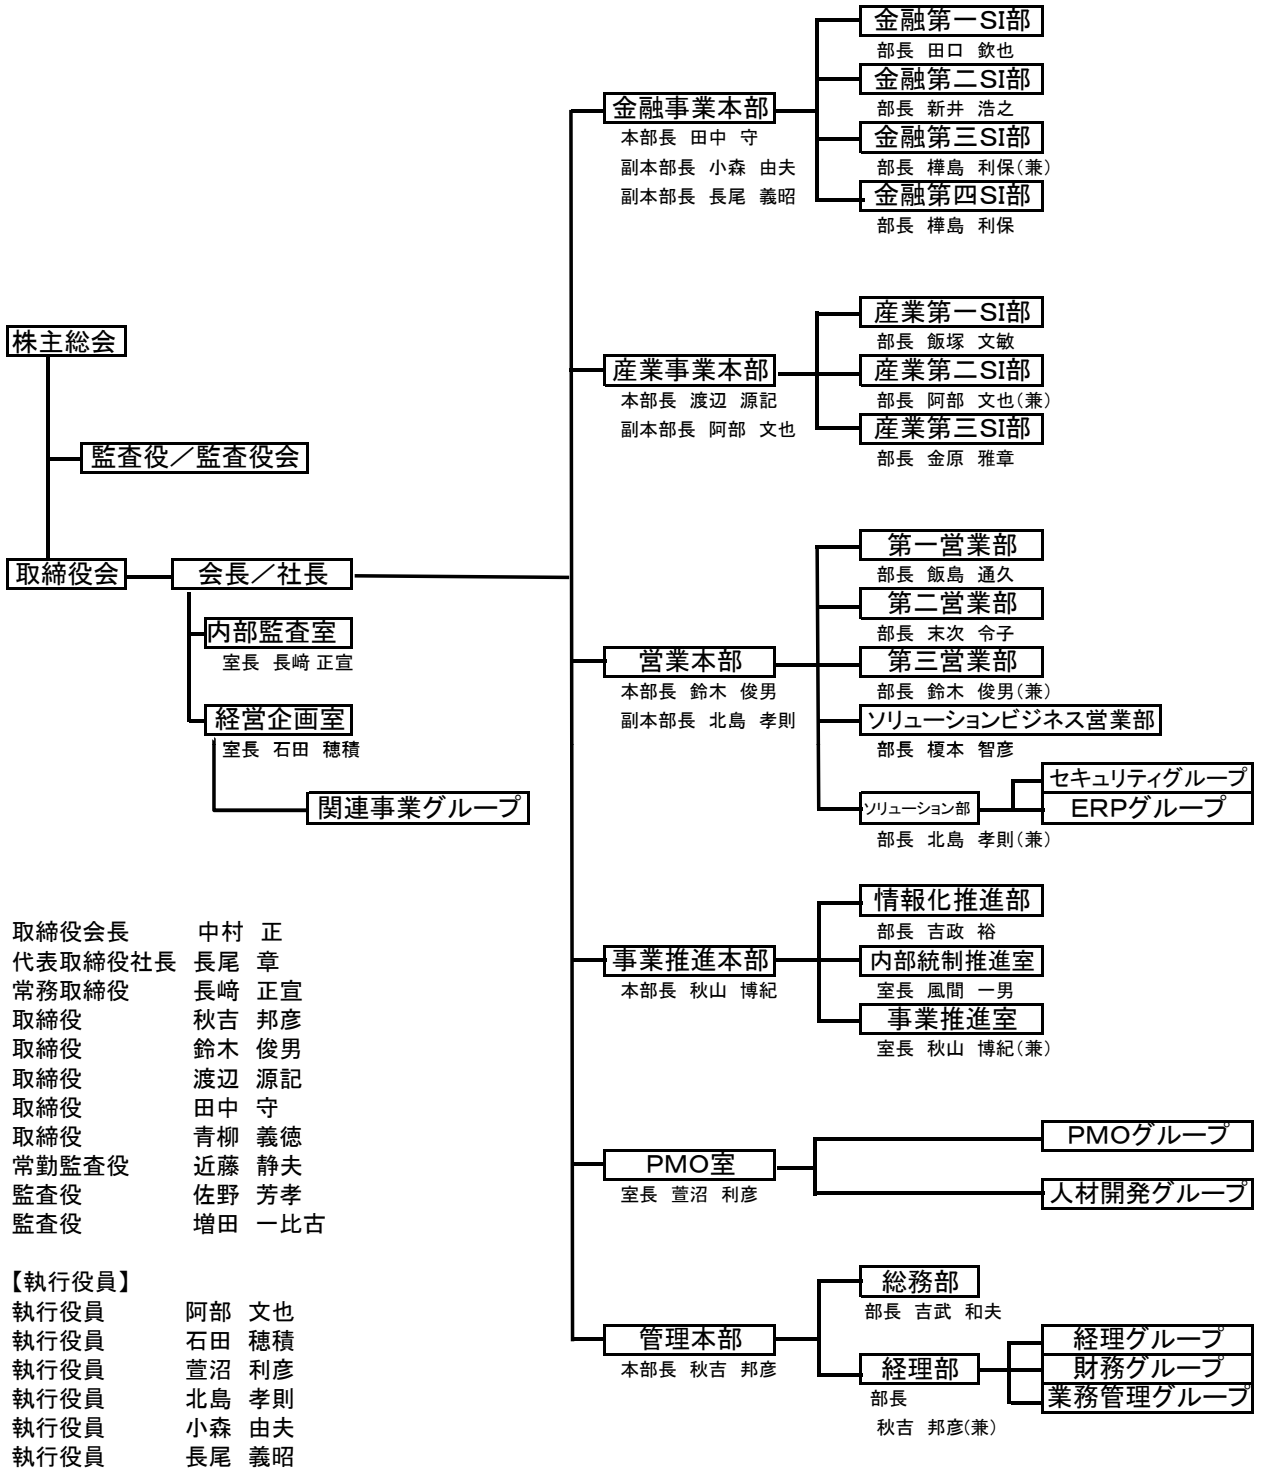 株主総会
監査役／監査役会
取締役会
会長／社長
内部監査室
室長 長﨑 正宣
経営企画室
室長 石田 穂積
関連事業グループ
金融事業本部
本部長 田中 守
副本部長 小森 由夫
副本部長 長尾 義昭
金融第一SI部
部長 田口 欽也
金融第二SI部
部長 新井 浩之
金融第三SI部
部長 樺島 利保（兼）
金融第四SI部
部長 樺島 利保
産業事業本部
本部長 渡辺 源記
副本部長 阿部 文也
産業第一SI部
部長 飯塚 文敏
産業第二SI部
部長 阿部 文也（兼）
産業第三SI部
部長 金原 雅章
営業本部
本部長 鈴木 俊男
副本部長 北島 孝則
第一営業部
部長 飯島 通久
第二営業部
部長 末次 令子
第三営業部
部長 鈴木 俊男（兼）
ソリューションビジネス営業部
部長 榎本 智彦
ソリューション部
部長 北島 孝則（兼）
セキュリティグループ
ERPグループ
事業推進本部
本部長 秋山 博紀
情報化推進部
部長 吉政 裕
内部統制推進室
室長 風間 一男
事業推進室
室長 秋山 博紀（兼）
PMO室
室長 萱沼 利彦
PMOグループ
人材開発グループ
管理本部
本部長 秋吉 邦彦
総務部
部長 吉武 和夫
経理部
部長
秋吉 邦彦（兼）
経理グループ
財務グループ
業務管理グループ
取締役会長 中村 正
代表取締役社長 長尾 章
常務取締役 長﨑 正宣
取締役 秋吉 邦彦
取締役 鈴木 俊男
取締役 渡辺 源記
取締役 田中 守
取締役 青柳 義徳
常勤監査役 近藤 静夫
監査役 佐野 芳孝
監査役 増田 一比古
【執行役員】
執行役員 阿部 文也
執行役員 石田 穂積
執行役員 萱沼 利彦
執行役員 北島 孝則
執行役員 小森 由夫
執行役員 長尾 義昭